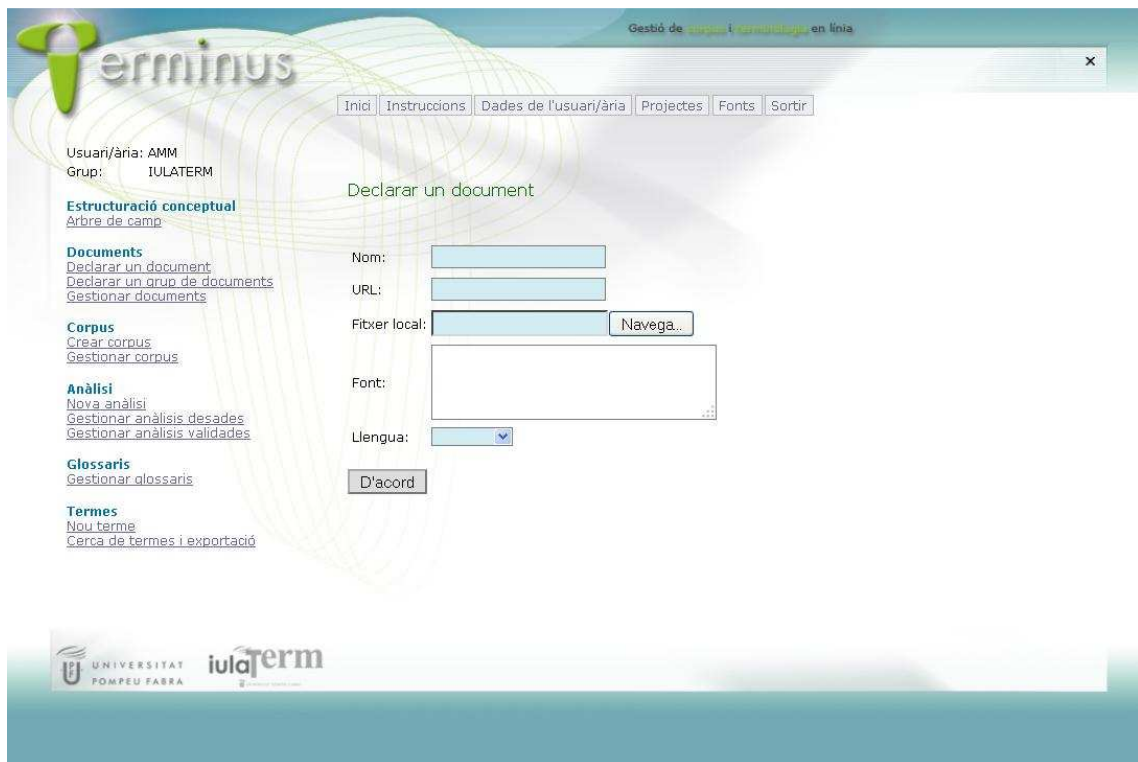 Gestió de corpus i terminologia en línia
Terminus
x
Inici Instruccions Dades de l'usuari/ària Projectes Fonts Sortir
Usuari/ària: AMM
Grup: IULATERM
Declarar un document
Estructuració conceptual
Arbre de camp
Documents
Declarar un document
Declarar un grup de documents
Gestionar documents
Corpus
Crear corpus
Gestionar corpus
Anàlisi
Nova anàlisi
Gestionar anàlisis desades
Gestionar anàlisis validades
Glossaris
Gestionar glossaris
Termes
Nou terme
Cerca de termes i exportació
Nom:
URL:
Fitxer local: Navega...
Font:
Llengua:
D'acord
UNIVERSITAT
POMPEU FABRA
iulaTerm